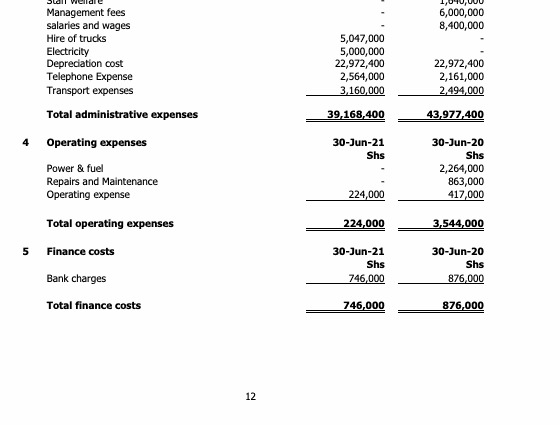 Staff welfare - 1,640,000
Management fees - 6,000,000
salaries and wages - 8,400,000
Hire of trucks 5,047,000 -
Electricity 5,000,000 -
Depreciation cost 22,972,400 22,972,400
Telephone Expense 2,564,000 2,161,000
Transport expenses 3,160,000 2,494,000
Total administrative expenses 39,168,400 43,977,400
4 Operating expenses 30-Jun-21 30-Jun-20
Shs Shs
Power & fuel - 2,264,000
Repairs and Maintenance - 863,000
Operating expense 224,000 417,000
Total operating expenses 224,000 3,544,000
5 Finance costs 30-Jun-21 30-Jun-20
Shs Shs
Bank charges 746,000 876,000
Total finance costs 746,000 876,000
12